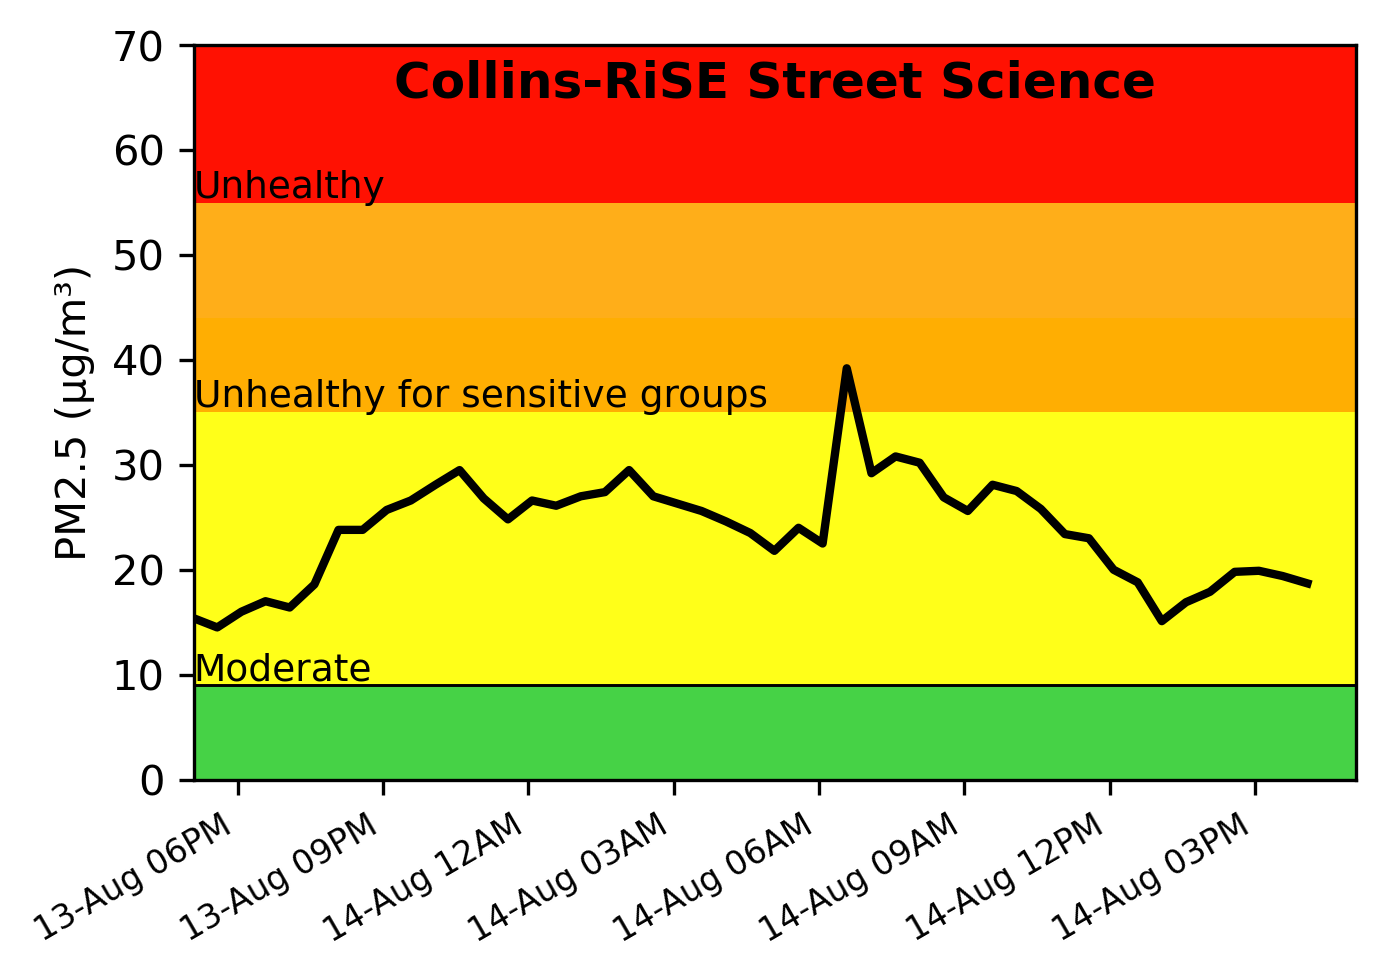 Collins-RiSE Street Science
PM2.5 (µg/m³)
70
60
50
40
30
20
10
0
Unhealthy
Unhealthy for sensitive groups
Moderate
13-Aug 06PM
13-Aug 09PM
14-Aug 12AM
14-Aug 03AM
14-Aug 06AM
14-Aug 09AM
14-Aug 12PM
14-Aug 03PM